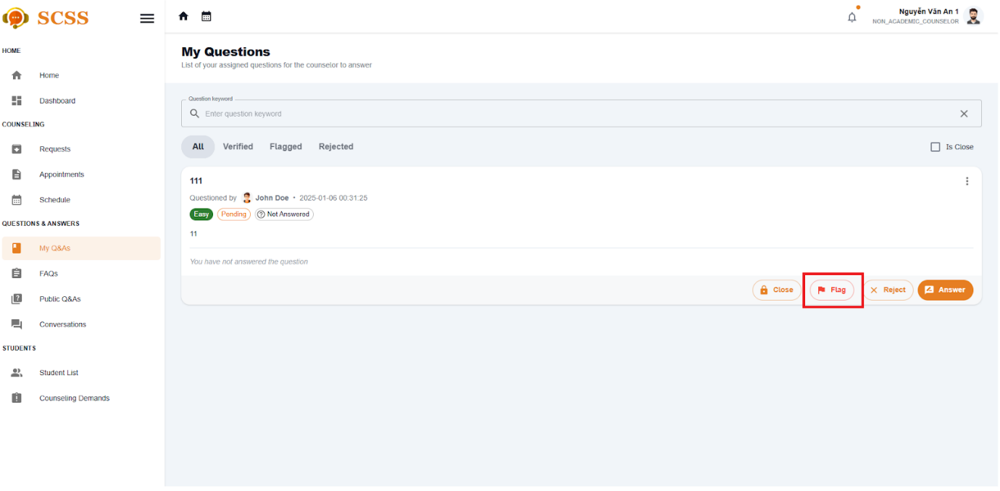 SCSS
Nguyễn Văn An 1
NON_ACADEMIC_COUNSELOR
HOME
Home
Dashboard
COUNSELING
Requests
Appointments
Schedule
QUESTIONS & ANSWERS
My Q&As
FAQs
Public Q&As
Conversations
STUDENTS
Student List
Counseling Demands
My Questions
List of your assigned questions for the counselor to answer
Question keyword
Enter question keyword
All Verified Flagged Rejected Is Close
111
Questioned by John Doe • 2025-01-06 00:31:25
Easy Pending Not Answered
11
You have not answered the question
Close Flag Reject Answer